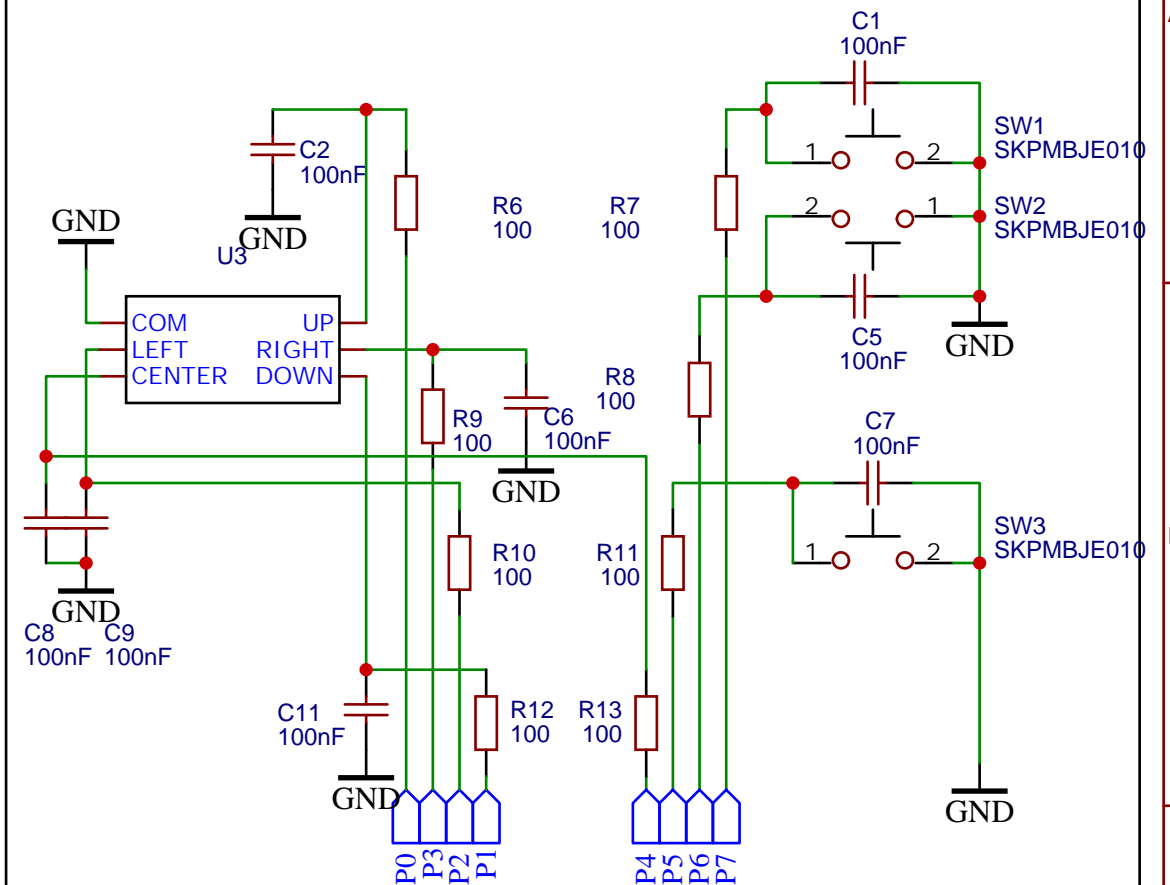 C1
100nF
C2
100nF
SW1
SKPMBJE010
1
2
GND
GND
U3
R6
100
R7
100
2
1
SW2
SKPMBJE010
COM
UP
LEFT
RIGHT
CENTER
DOWN
C5
100nF
GND
R8
100
R9
100
C6
100nF
GND
C7
100nF
R10
100
R11
100
1
2
SW3
SKPMBJE010
GND
C8
100nF
C9
100nF
C11
100nF
R12
100
R13
100
GND
GND
P0
P3
P2
P1
P4
P5
P6
P7